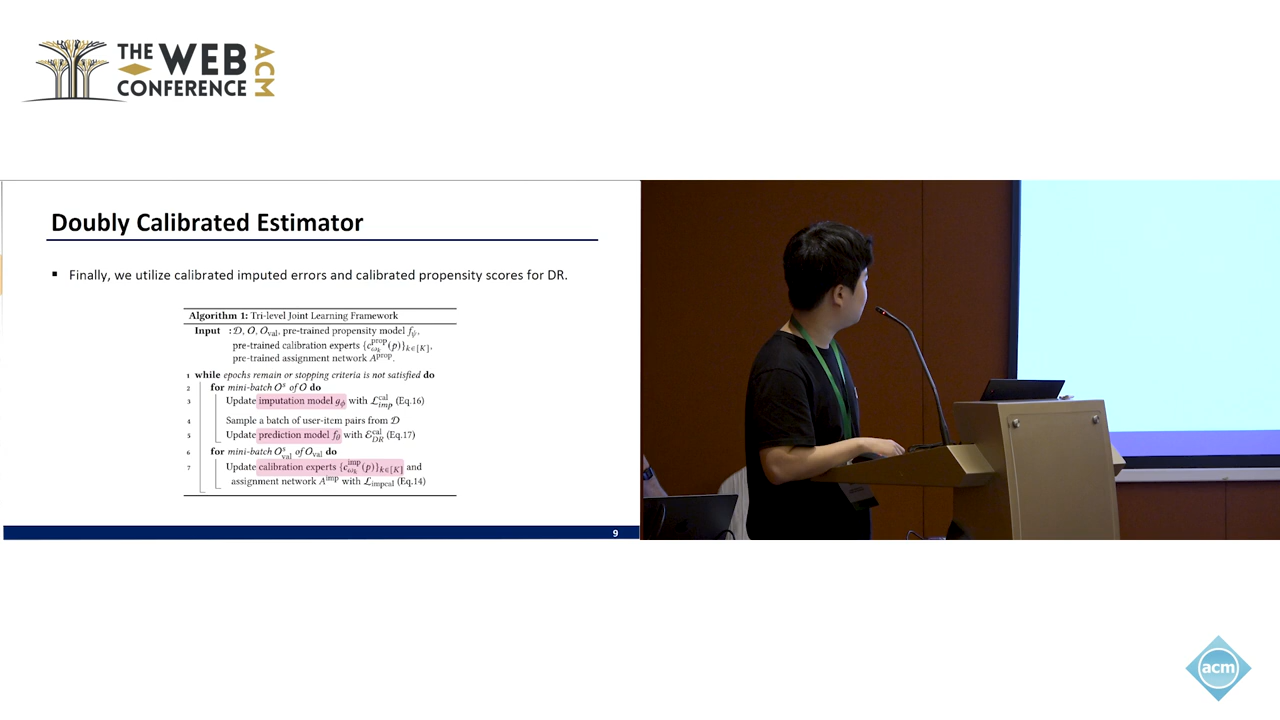 THE WEB
CONFERENCE
ACM
Doubly Calibrated Estimator
▪ Finally, we utilize calibrated imputed errors and calibrated propensity scores for DR.
Algorithm 1: Tri-level Joint Learning Framework
Input : 𝒟, O, O_val, pre-trained propensity model f_ψ,
pre-trained calibration experts {c^prop_{ω_k}(p)}_{k∈[K]},
pre-trained assignment network A^prop.
1 while epochs remain or stopping criteria is not satisfied do
2 for mini-batch O^s of O do
3 Update imputation model g_ϕ with ℒ^cal_imp (Eq.16)
4 Sample a batch of user-item pairs from 𝒟
5 Update prediction model f_θ with ℰ^cal_DR (Eq.17)
6 for mini-batch O^s_val of O_val do
7 Update calibration experts {c^imp_{ω_k}(p)}_{k∈[K]} and
assignment network A^imp with ℒ_impcal (Eq.14)
9
acm